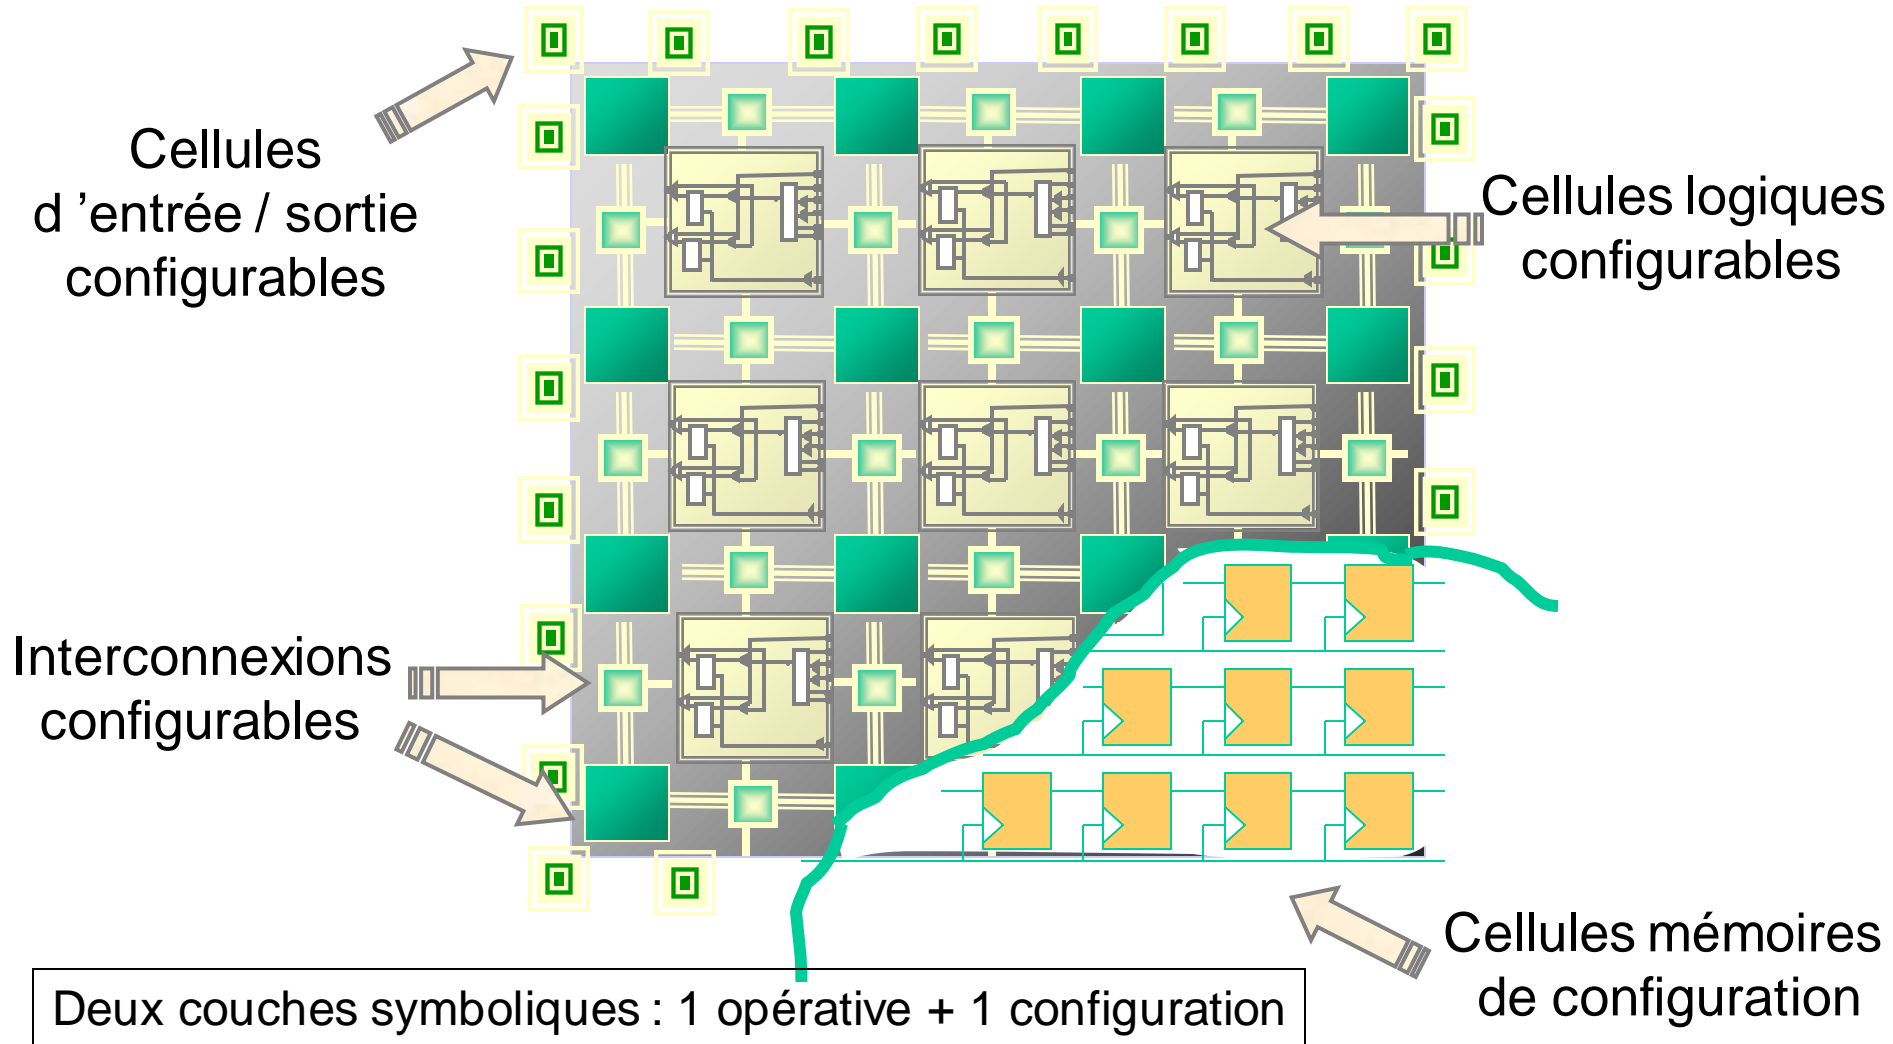 Cellules
d ’entrée / sortie
configurables
Cellules logiques
configurables
Interconnexions
configurables
Cellules mémoires
de configuration
Deux couches symboliques : 1 opérative + 1 configuration